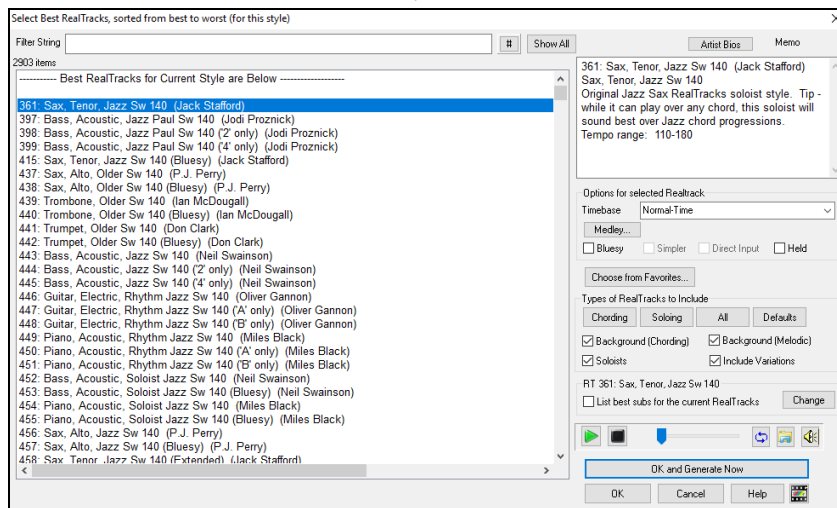 Select Best RealTracks, sorted from best to worst (for this style)
Filter String
#
Show All
Artist Bios
Memo
2903 items
----------- Best RealTracks for Current Style are Below -------------------
361: Sax, Tenor, Jazz Sw 140 (Jack Stafford)
397: Bass, Acoustic, Jazz Paul Sw 140 (Jodi Proznick)
398: Bass, Acoustic, Jazz Paul Sw 140 ('2' only) (Jodi Proznick)
399: Bass, Acoustic, Jazz Paul Sw 140 ('4' only) (Jodi Proznick)
415: Sax, Tenor, Jazz Sw 140 (Bluesy) (Jack Stafford)
437: Sax, Alto, Older Sw 140 (P.J. Perry)
438: Sax, Alto, Older Sw 140 (Bluesy) (P.J. Perry)
439: Trombone, Older Sw 140 (Ian McDougall)
440: Trombone, Older Sw 140 (Bluesy) (Ian McDougall)
441: Trumpet, Older Sw 140 (Don Clark)
442: Trumpet, Older Sw 140 (Bluesy) (Don Clark)
443: Bass, Acoustic, Jazz Sw 140 (Neil Swainson)
444: Bass, Acoustic, Jazz Sw 140 ('2' only) (Neil Swainson)
445: Bass, Acoustic, Jazz Sw 140 ('4' only) (Neil Swainson)
446: Guitar, Electric, Rhythm Jazz Sw 140 (Oliver Gannon)
447: Guitar, Electric, Rhythm Jazz Sw 140 ('A' only) (Oliver Gannon)
448: Guitar, Electric, Rhythm Jazz Sw 140 ('B' only) (Oliver Gannon)
449: Piano, Acoustic, Rhythm Jazz Sw 140 (Miles Black)
450: Piano, Acoustic, Rhythm Jazz Sw 140 ('A' only) (Miles Black)
451: Piano, Acoustic, Rhythm Jazz Sw 140 ('B' only) (Miles Black)
452: Bass, Acoustic, Soloist Jazz Sw 140 (Neil Swainson)
453: Bass, Acoustic, Soloist Jazz Sw 140 (Bluesy) (Neil Swainson)
454: Piano, Acoustic, Soloist Jazz Sw 140 (Miles Black)
455: Piano, Acoustic, Soloist Jazz Sw 140 (Bluesy) (Miles Black)
456: Sax, Alto, Jazz Sw 140 (P.J. Perry)
457: Sax, Alto, Jazz Sw 140 (Bluesy) (P.J. Perry)
458: Sax, Tenor, Jazz Sw 140 (Extended) (Jack Stafford)
361: Sax, Tenor, Jazz Sw 140 (Jack Stafford)
Sax, Tenor, Jazz Sw 140
Original Jazz Sax RealTracks soloist style. Tip -
while it can play over any chord, this soloist will
sound best over Jazz chord progressions.
Tempo range: 110-180
Options for selected Realtrack
Timebase
Normal-Time
Medley...
Bluesy
Simpler
Direct Input
Held
Choose from Favorites...
Types of RealTracks to Include
Chording
Soloing
All
Defaults
Background (Chording)
Background (Melodic)
Soloists
Include Variations
RT 361: Sax, Tenor, Jazz Sw 140
List best subs for the current RealTracks
Change
OK and Generate Now
OK
Cancel
Help